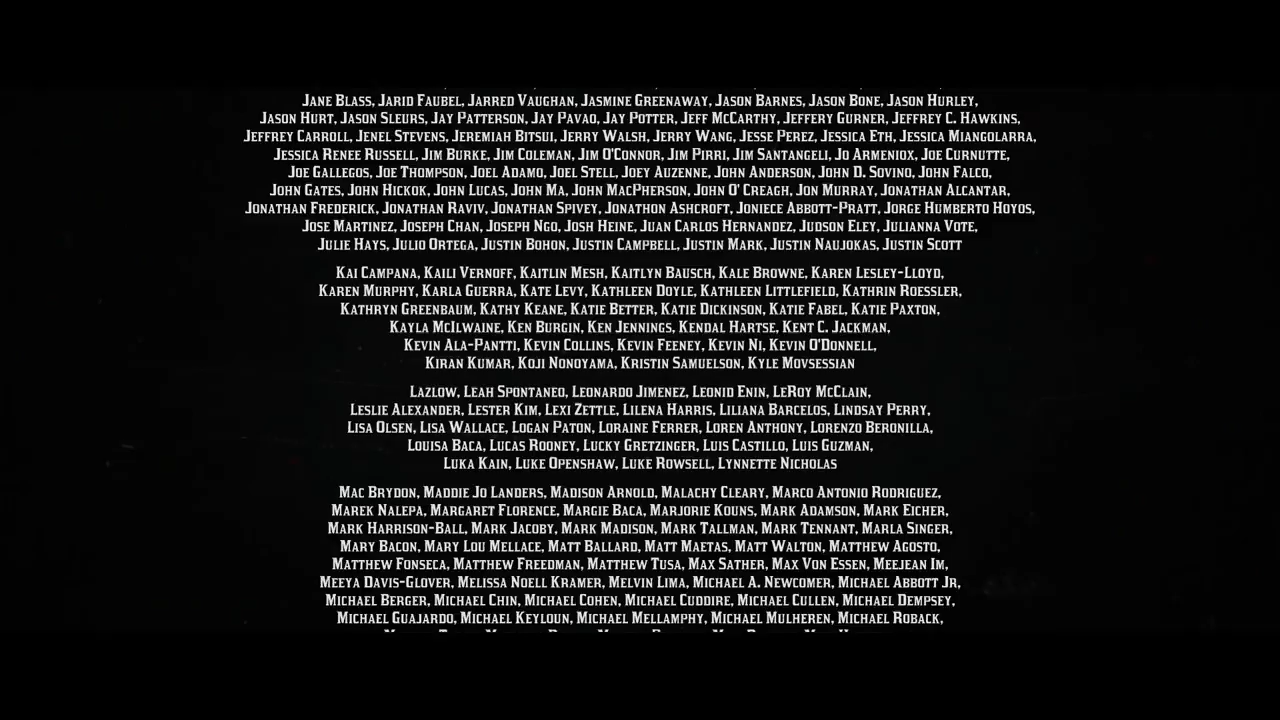 Jane Blass, Jarid Faubel, Jarred Vaughan, Jasmine Greenaway, Jason Barnes, Jason Bone, Jason Hurley,
Jason Hurt, Jason Sleurs, Jay Patterson, Jay Pavao, Jay Potter, Jeff McCarthy, Jeffery Gurner, Jeffrey C. Hawkins,
Jeffrey Carroll, Jenel Stevens, Jeremiah Bitsui, Jerry Walsh, Jerry Wang, Jesse Perez, Jessica Eth, Jessica Miangolarra,
Jessica Renee Russell, Jim Burke, Jim Coleman, Jim O'Connor, Jim Pirri, Jim Santangeli, Jo Armeniox, Joe Curnutte,
Joe Gallegos, Joe Thompson, Joel Adamo, Joel Stell, Joey Auzenne, John Anderson, John D. Sovino, John Falco,
John Gates, John Hickok, John Lucas, John Ma, John MacPherson, John O' Creagh, Jon Murray, Jonathan Alcantar,
Jonathan Frederick, Jonathan Raviv, Jonathan Spivey, Jonathon Ashcroft, Joniece Abbott-Pratt, Jorge Humberto Hoyos,
Jose Martinez, Joseph Chan, Joseph Ngo, Josh Heine, Juan Carlos Hernandez, Judson Eley, Julianna Vote,
Julie Hays, Julio Ortega, Justin Bohon, Justin Campbell, Justin Mark, Justin Naujokas, Justin Scott
Kai Campana, Kaili Vernoff, Kaitlin Mesh, Kaitlyn Bausch, Kale Browne, Karen Lesley-Lloyd,
Karen Murphy, Karla Guerra, Kate Levy, Kathleen Doyle, Kathleen Littlefield, Kathrin Roessler,
Kathryn Greenbaum, Kathy Keane, Katie Better, Katie Dickinson, Katie Fabel, Katie Paxton,
Kayla McIlwaine, Ken Burgin, Ken Jennings, Kendal Hartse, Kent C. Jackman,
Kevin Ala-Pantti, Kevin Collins, Kevin Feeney, Kevin Ni, Kevin O'Donnell,
Kiran Kumar, Koji Nonoyama, Kristin Samuelson, Kyle Movsessian
Lazlow, Leah Spontaneo, Leonardo Jimenez, Leonid Enin, LeRoy McClain,
Leslie Alexander, Lester Kim, Lexi Zettle, Lilena Harris, Liliana Barcelos, Lindsay Perry,
Lisa Olsen, Lisa Wallace, Logan Paton, Loraine Ferrer, Loren Anthony, Lorenzo Beronilla,
Louisa Baca, Lucas Rooney, Lucky Gretzinger, Luis Castillo, Luis Guzman,
Luka Kain, Luke Openshaw, Luke Rowsell, Lynnette Nicholas
Mac Brydon, Maddie Jo Landers, Madison Arnold, Malachy Cleary, Marco Antonio Rodriguez,
Marek Nalepa, Margaret Florence, Margie Baca, Marjorie Kouns, Mark Adamson, Mark Eicher,
Mark Harrison-Ball, Mark Jacoby, Mark Madison, Mark Tallman, Mark Tennant, Marla Singer,
Mary Bacon, Mary Lou Mellace, Matt Ballard, Matt Maetas, Matt Walton, Matthew Agosto,
Matthew Fonseca, Matthew Freedman, Matthew Tusa, Max Sather, Max Von Essen, Meejean Im,
Meeya Davis-Glover, Melissa Noell Kramer, Melvin Lima, Michael A. Newcomer, Michael Abbott Jr,
Michael Berger, Michael Chin, Michael Cohen, Michael Cuddire, Michael Cullen, Michael Dempsey,
Michael Guajardo, Michael Keyloun, Michael Mellamphy, Michael Mulheren, Michael Roback,